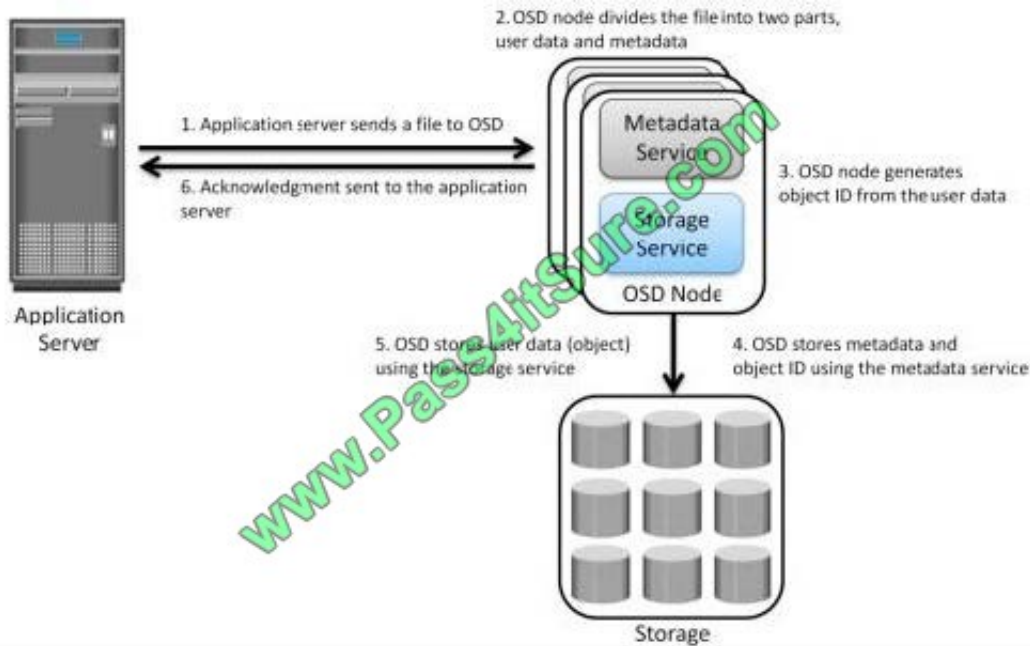 2. OSD node divides the file into two parts,
user data and metadata
1. Application server sends a file to OSD
6. Acknowledgment sent to the application
server
Metadata
Service
Storage
Service
OSD Node
3. OSD node generates
object ID from the user data
Application
Server
5. OSD stores user data (object)
using the storage service
4. OSD stores metadata and
object ID using the metadata service
Storage
www.Pass4itSure.com